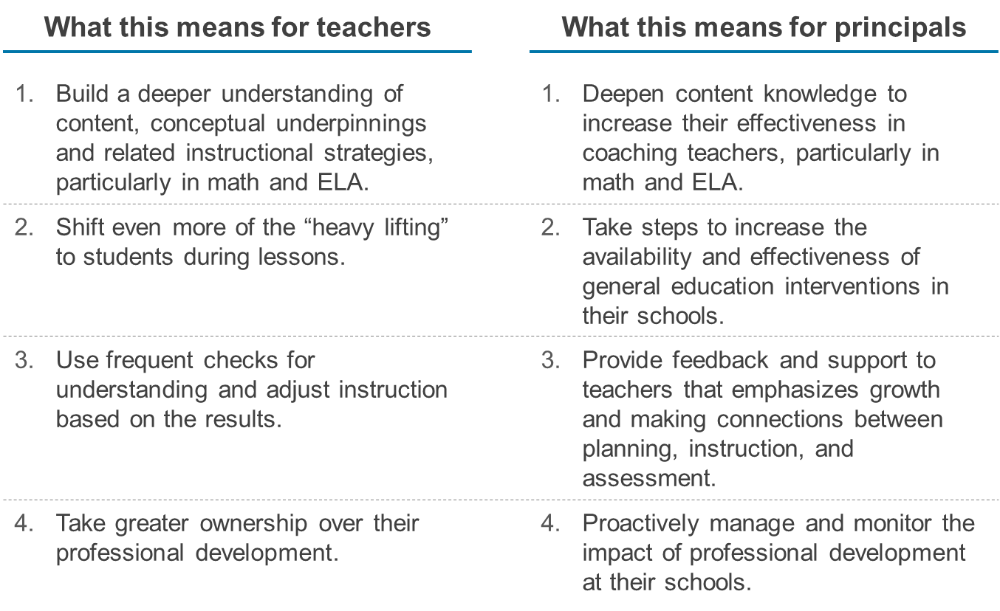 What this means for teachers
1. Build a deeper understanding of
content, conceptual underpinnings
and related instructional strategies,
particularly in math and ELA.
2. Shift even more of the “heavy lifting”
to students during lessons.
3. Use frequent checks for
understanding and adjust instruction
based on the results.
4. Take greater ownership over their
professional development.
What this means for principals
1. Deepen content knowledge to
increase their effectiveness in
coaching teachers, particularly in
math and ELA.
2. Take steps to increase the
availability and effectiveness of
general education interventions in
their schools.
3. Provide feedback and support to
teachers that emphasizes growth
and making connections between
planning, instruction, and
assessment.
4. Proactively manage and monitor the
impact of professional development
at their schools.